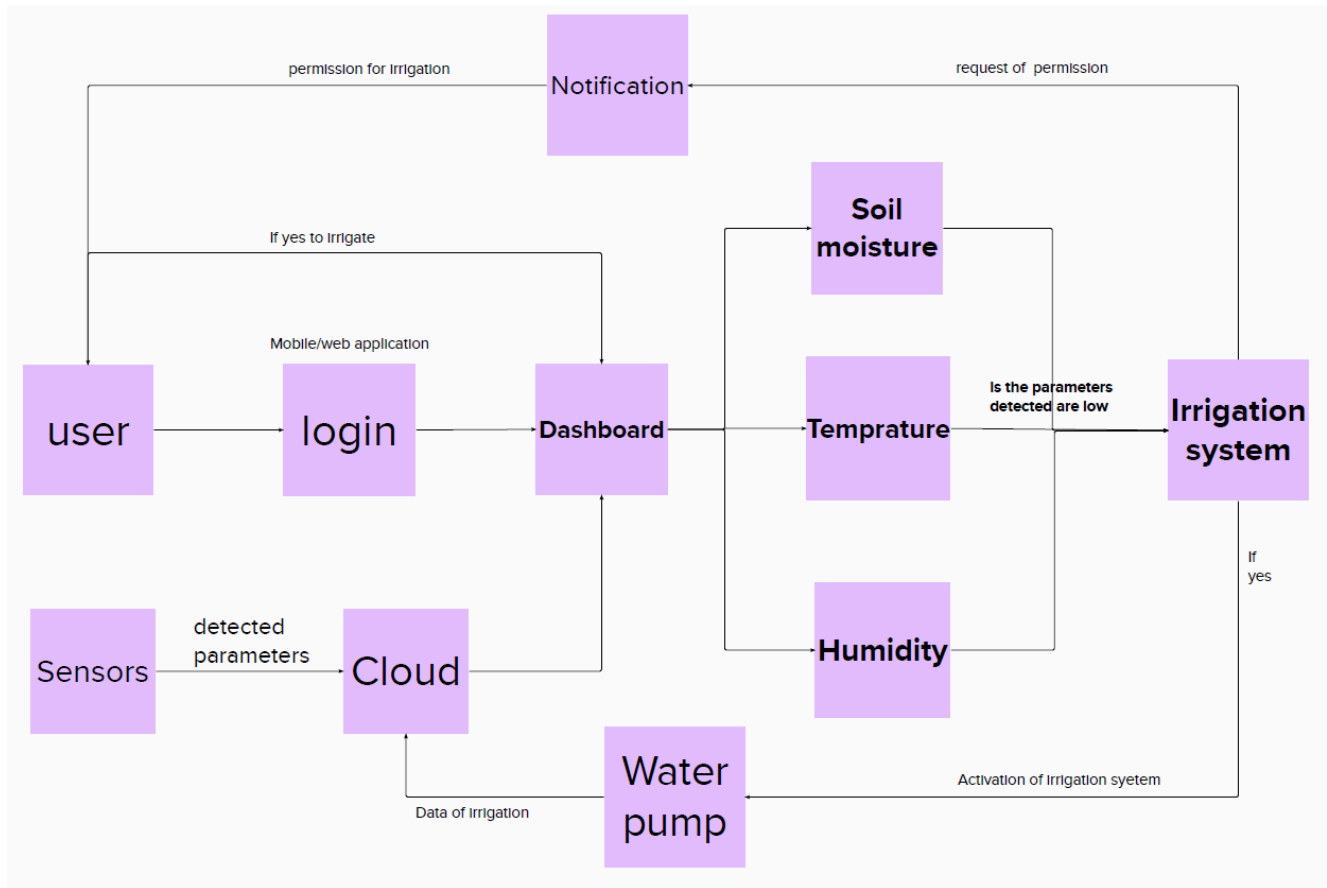 permission for irrigation
Notification
request of  permission
Soil
moisture
If yes to irrigate
Mobile/web application
user
login
Dashboard
Temprature
Is the parameters
detected are low
Irrigation
system
If
yes
Sensors
detected
parameters
Cloud
Humidity
Water
pump
Activation of irrigation syetem
Data of irrigation